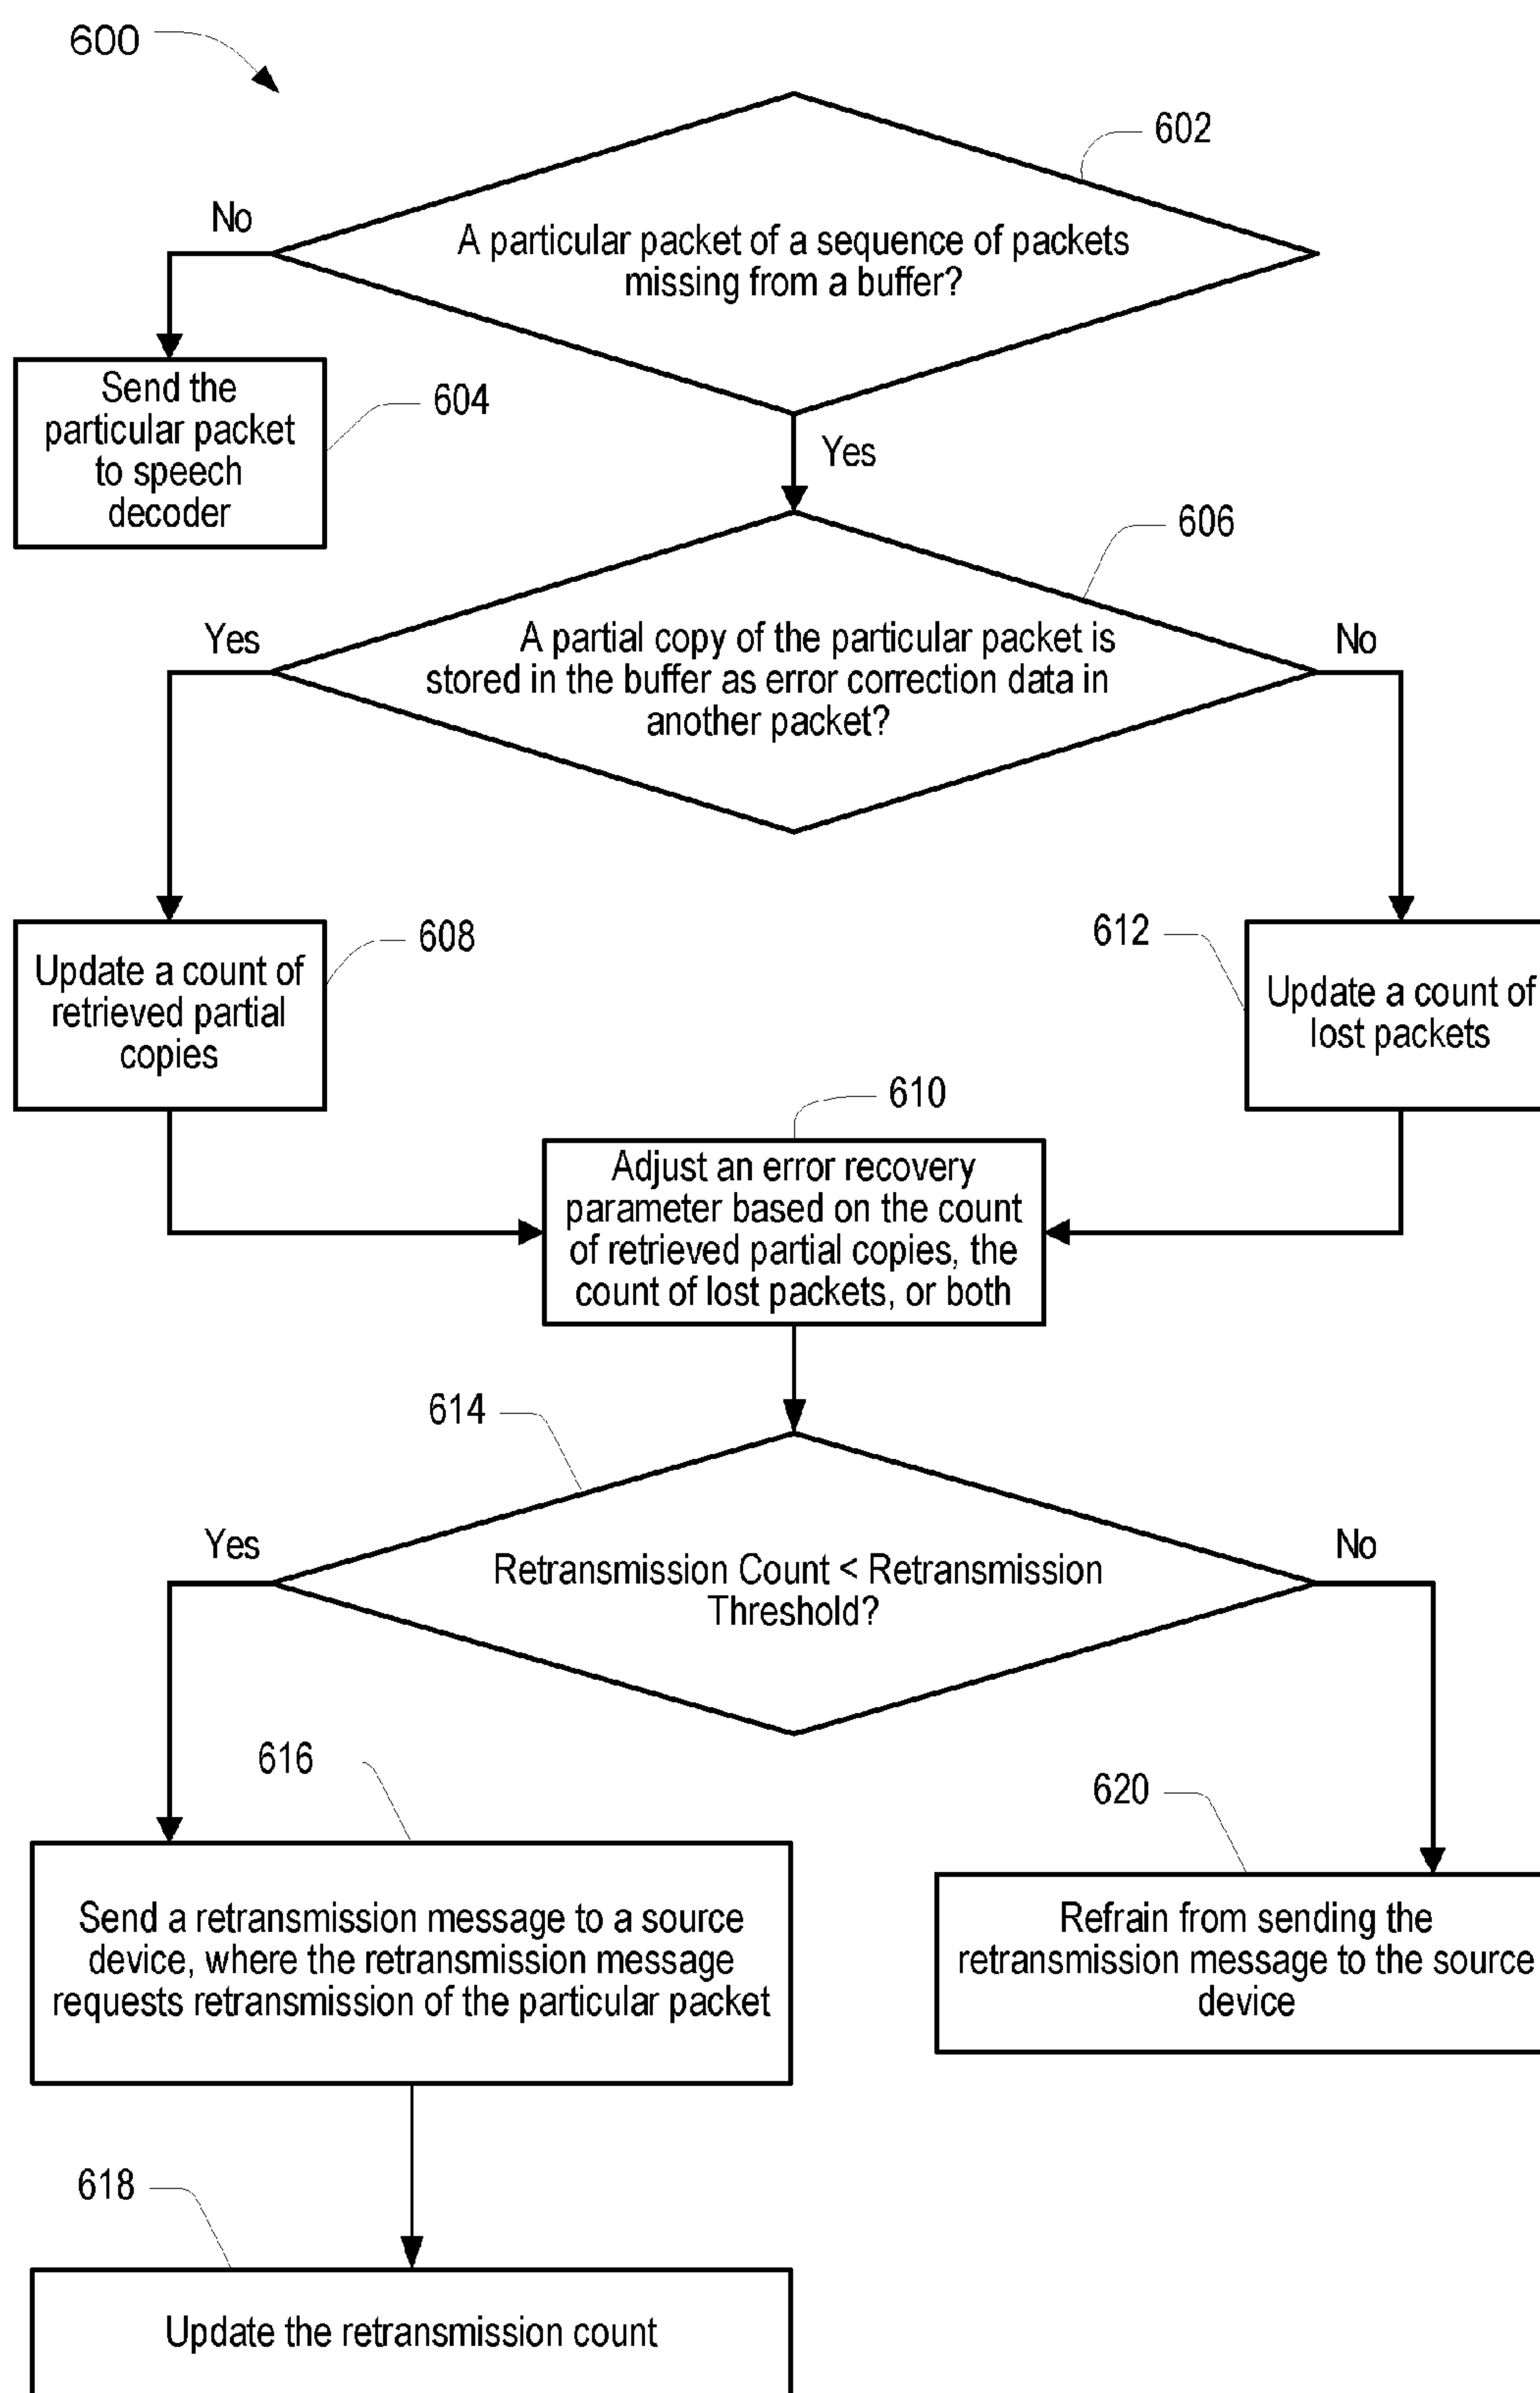 600
602
No
A particular packet of a sequence of packets
missing from a buffer?
Send the
particular packet
to speech
decoder
604
Yes
606
Yes
A partial copy of the particular packet is
stored in the buffer as error correction data in
another packet?
No
Update a count of
retrieved partial
copies
608
612
Update a count of
lost packets
610
Adjust an error recovery
parameter based on the count
of retrieved partial copies, the
count of lost packets, or both
614
Yes
Retransmission Count < Retransmission
Threshold?
No
616
620
Send a retransmission message to a source
device, where the retransmission message
requests retransmission of the particular packet
Refrain from sending the
retransmission message to the source
device
618
Update the retransmission count